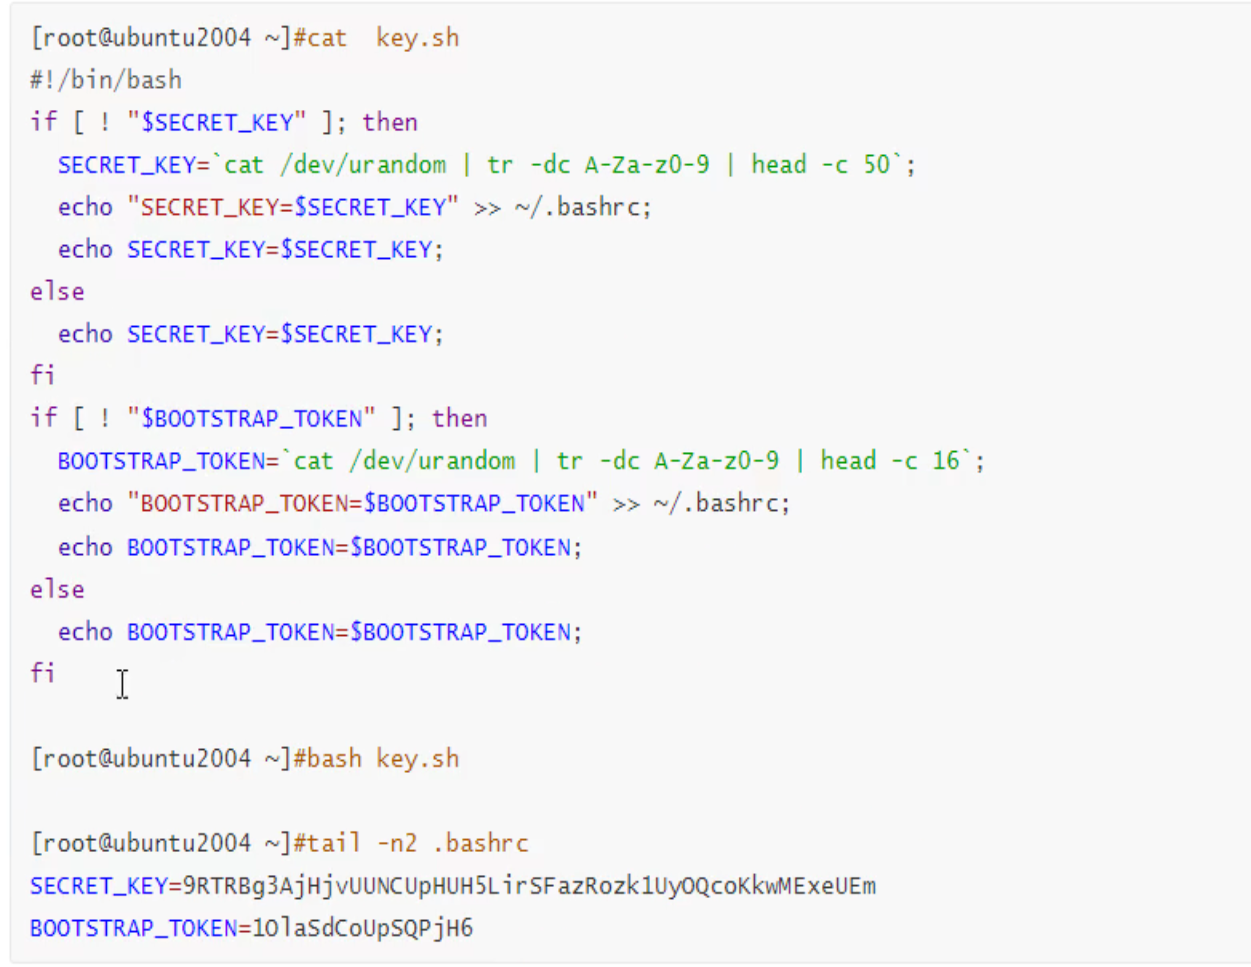 [root@ubuntu2004 ~]#cat  key.sh
#!/bin/bash
if [ ! "$SECRET_KEY" ]; then
  SECRET_KEY=`cat /dev/urandom | tr -dc A-Za-z0-9 | head -c 50`;
  echo "SECRET_KEY=$SECRET_KEY" >> ~/.bashrc;
  echo SECRET_KEY=$SECRET_KEY;
else
  echo SECRET_KEY=$SECRET_KEY;
fi
if [ ! "$BOOTSTRAP_TOKEN" ]; then
  BOOTSTRAP_TOKEN=`cat /dev/urandom | tr -dc A-Za-z0-9 | head -c 16`;
  echo "BOOTSTRAP_TOKEN=$BOOTSTRAP_TOKEN" >> ~/.bashrc;
  echo BOOTSTRAP_TOKEN=$BOOTSTRAP_TOKEN;
else
  echo BOOTSTRAP_TOKEN=$BOOTSTRAP_TOKEN;
fi
[root@ubuntu2004 ~]#bash key.sh
[root@ubuntu2004 ~]#tail -n2 .bashrc
SECRET_KEY=9RTRBg3AjHjvUUNCUpHUH5LirSFazRozk1UyOQcoKkwMExeUEm
BOOTSTRAP_TOKEN=1OlaSdCoUpSQPjH6